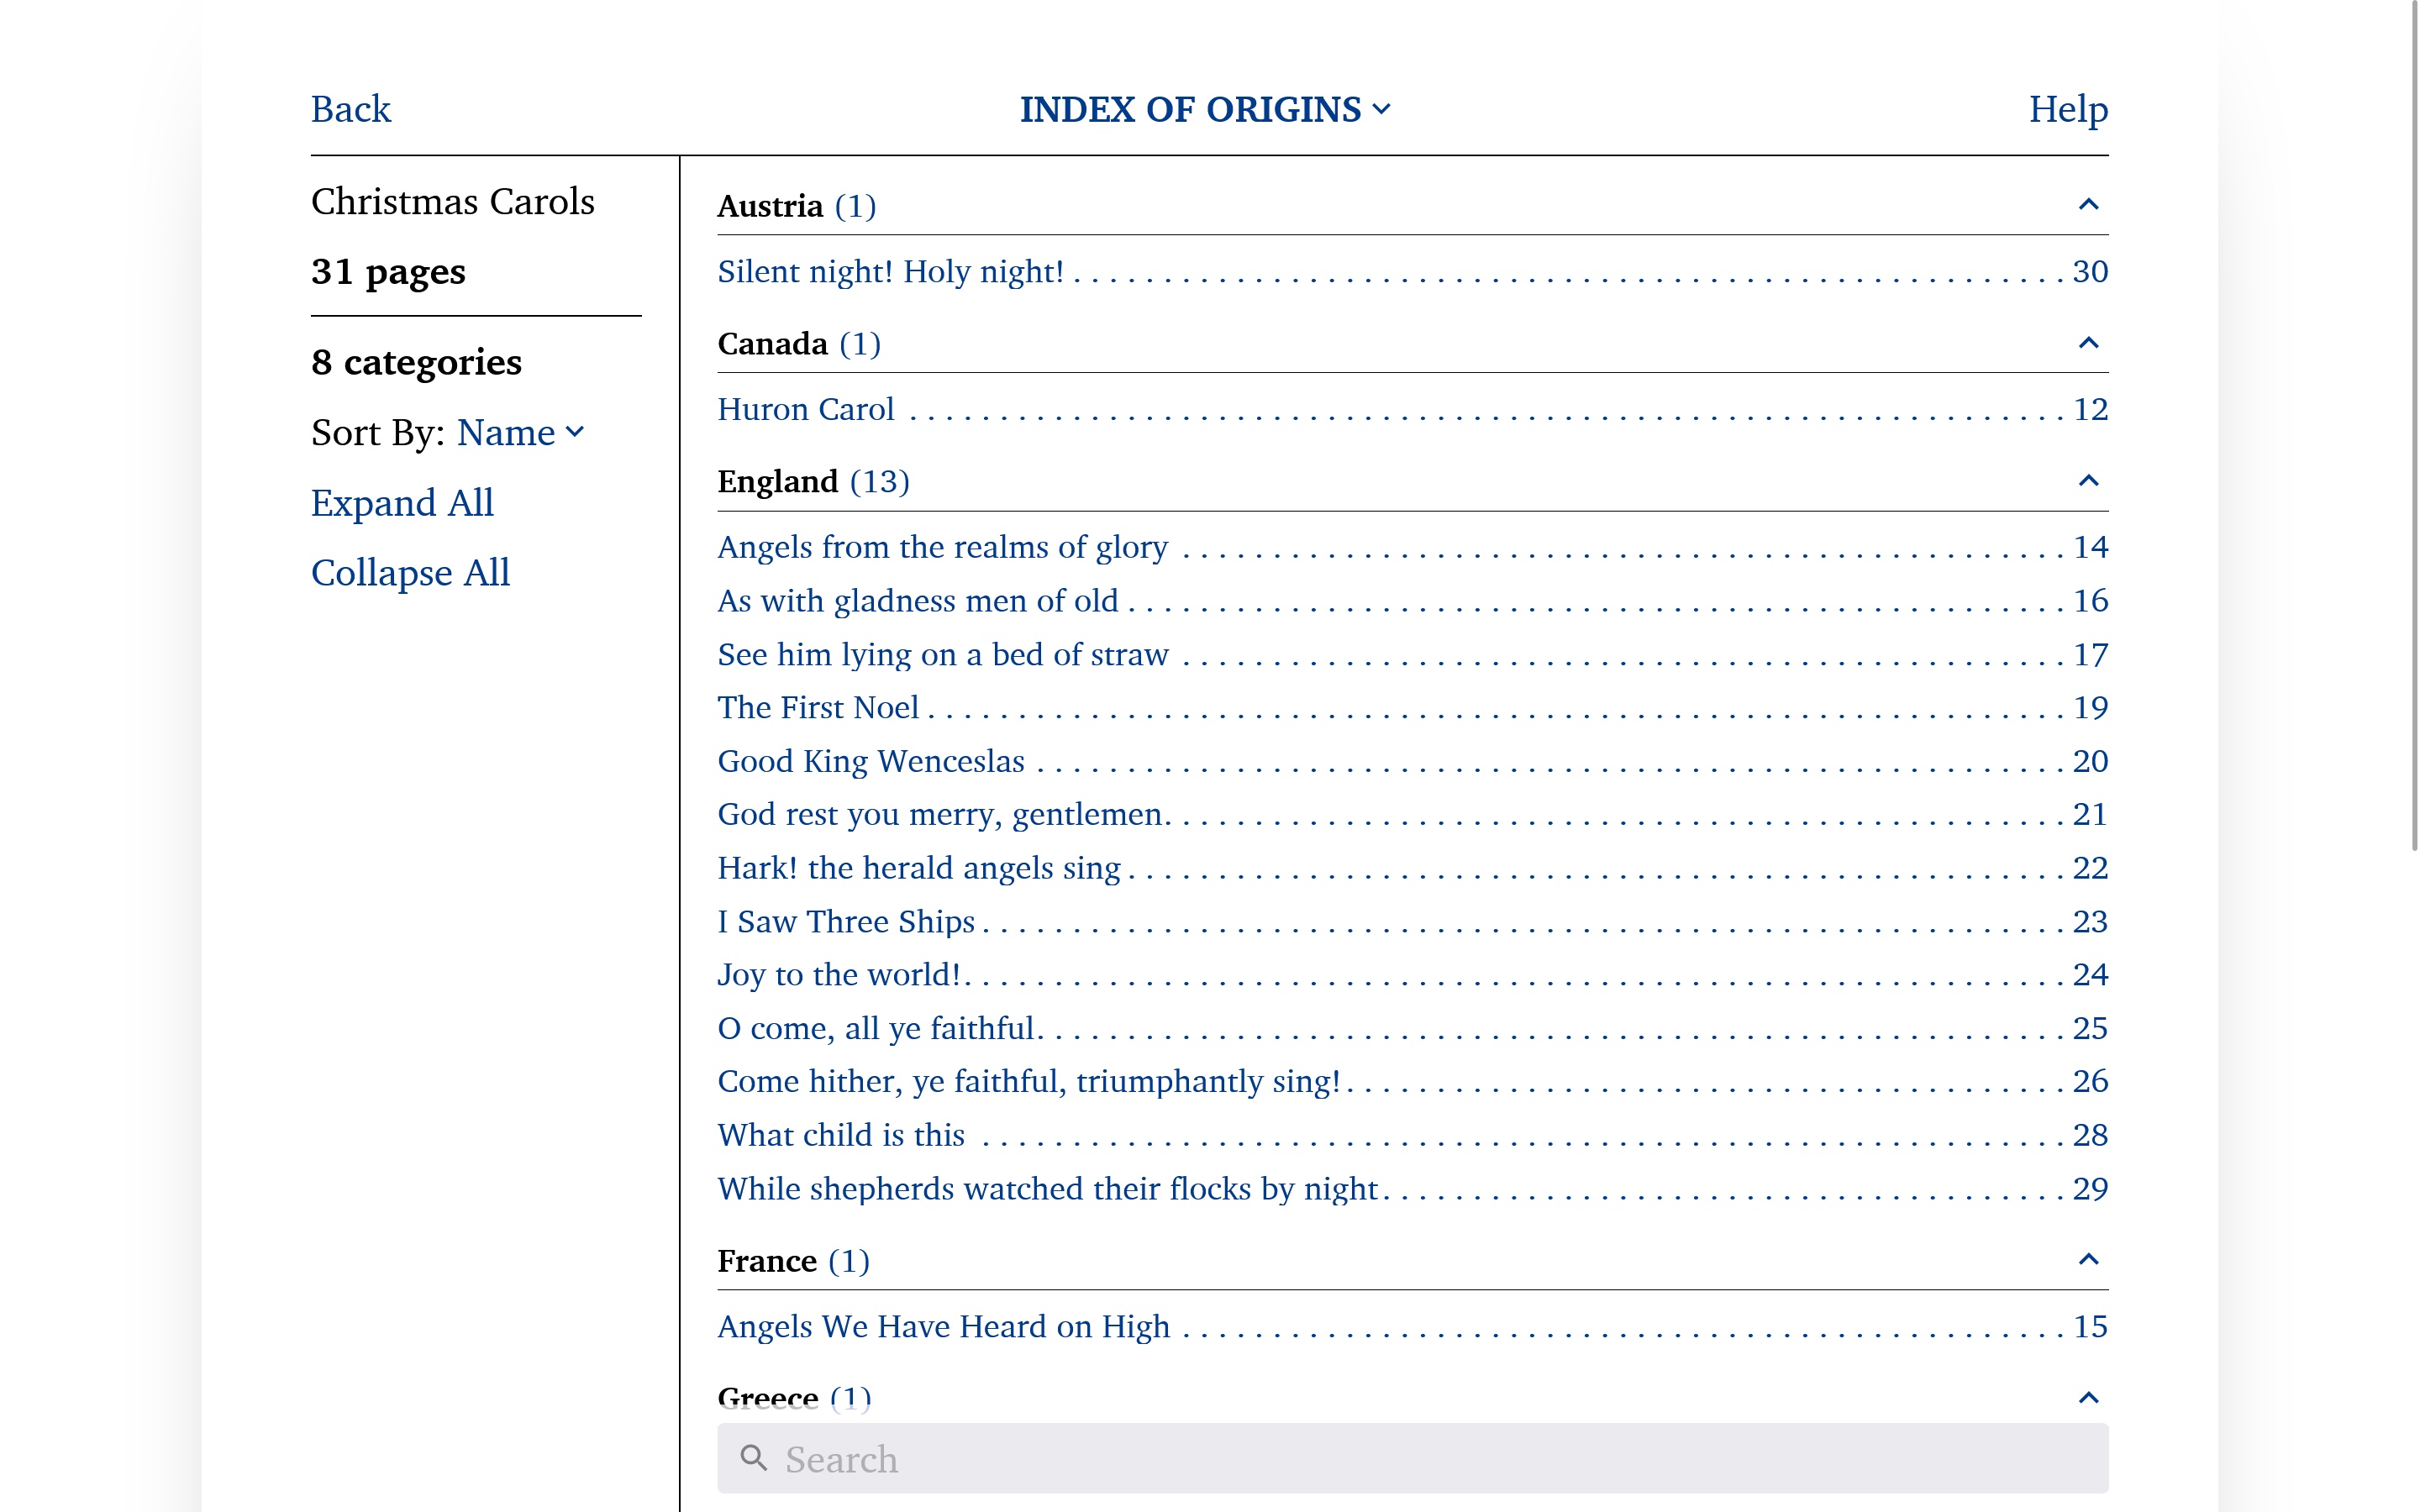 Back
INDEX OF ORIGINS
Help
Christmas Carols
31 pages
8 categories
Sort By: Name
Expand All
Collapse All
Austria (1)
Silent night! Holy night! 30
Canada (1)
Huron Carol 12
England (13)
Angels from the realms of glory 14
As with gladness men of old 16
See him lying on a bed of straw 17
The First Noel 19
Good King Wenceslas 20
God rest you merry, gentlemen 21
Hark! the herald angels sing 22
I Saw Three Ships 23
Joy to the world! 24
O come, all ye faithful 25
Come hither, ye faithful, triumphantly sing! 26
What child is this 28
While shepherds watched their flocks by night 29
France (1)
Angels We Have Heard on High 15
Greece (1)
Search